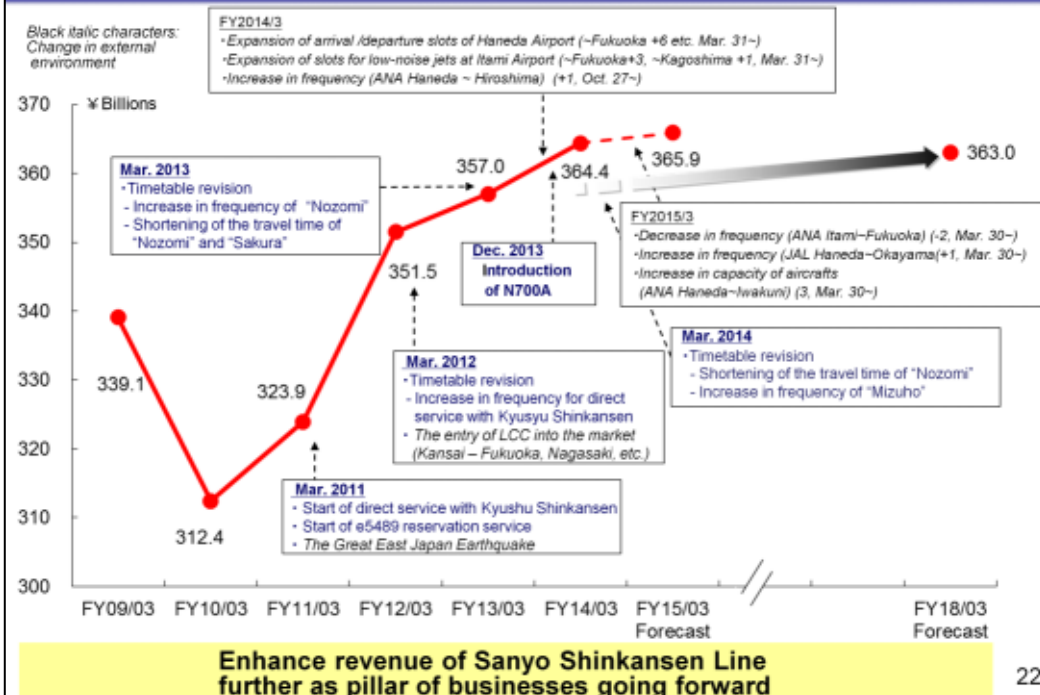 Black italic characters:
Change in external
environment
FY2014/3
・Expansion of arrival /departure slots of Haneda Airport (~Fukuoka +6 etc. Mar. 31~)
・Expansion of slots for low-noise jets at Itami Airport (~Fukuoka+3, ~Kagoshima +1, Mar. 31~)
・Increase in frequency (ANA Haneda ~ Hiroshima) (+1, Oct. 27~)
¥ Billions
370
360
350
340
330
320
310
300
Mar. 2013
・Timetable revision
- Increase in frequency of "Nozomi"
- Shortening of the travel time of
"Nozomi" and "Sakura"
339.1
312.4
323.9
351.5
357.0
364.4
365.9
363.0
Dec. 2013
Introduction
of N700A
FY2015/3
・Decrease in frequency (ANA Itami~Fukuoka) (-2, Mar. 30~)
・Increase in frequency (JAL Haneda~Okayama(+1, Mar. 30~)
・Increase in capacity of aircrafts
(ANA Haneda~Iwakuni) (3, Mar. 30~)
Mar. 2014
・Timetable revision
- Shortening of the travel time of "Nozomi"
- Increase in frequency of "Mizuho"
Mar. 2012
・Timetable revision
- Increase in frequency for direct
service with Kyusyu Shinkansen
・ The entry of LCC into the market
(Kansai – Fukuoka, Nagasaki, etc.)
Mar. 2011
・ Start of direct service with Kyushu Shinkansen
・ Start of e5489 reservation service
・ The Great East Japan Earthquake
FY09/03
FY10/03
FY11/03
FY12/03
FY13/03
FY14/03
FY15/03
Forecast
FY18/03
Forecast
Enhance revenue of Sanyo Shinkansen Line
further as pillar of businesses going forward
22